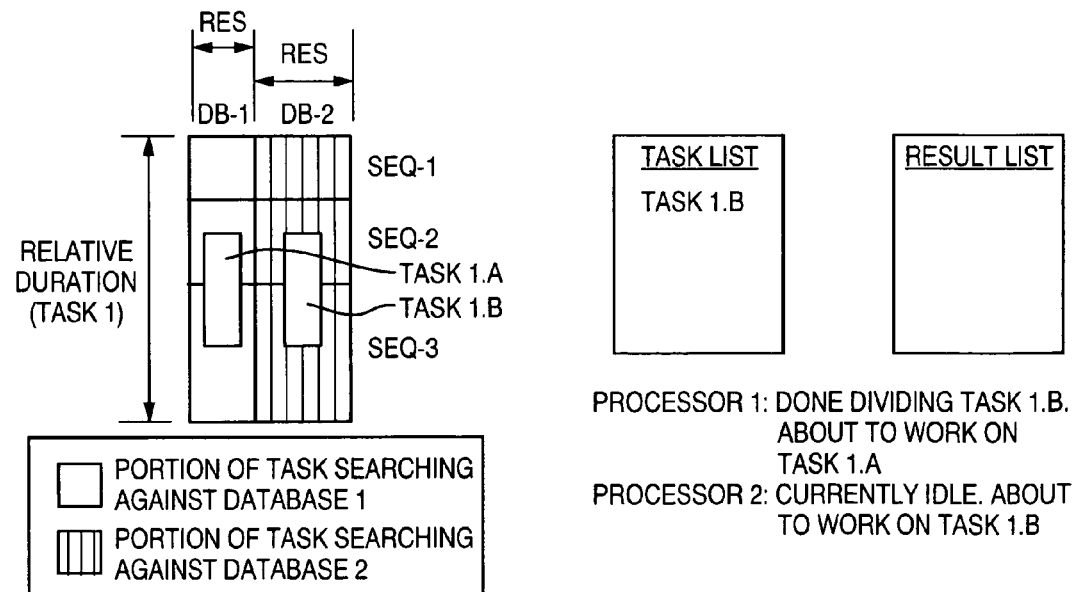 RES
RES
DB-1
DB-2
SEQ-1
SEQ-2
TASK 1.A
TASK 1.B
SEQ-3
RELATIVE
DURATION
(TASK 1)
PORTION OF TASK SEARCHING
AGAINST DATABASE 1
PORTION OF TASK SEARCHING
AGAINST DATABASE 2
TASK LIST
TASK 1.B
RESULT LIST
PROCESSOR 1: DONE DIVIDING TASK 1.B.
ABOUT TO WORK ON
TASK 1.A
PROCESSOR 2: CURRENTLY IDLE. ABOUT
TO WORK ON TASK 1.B